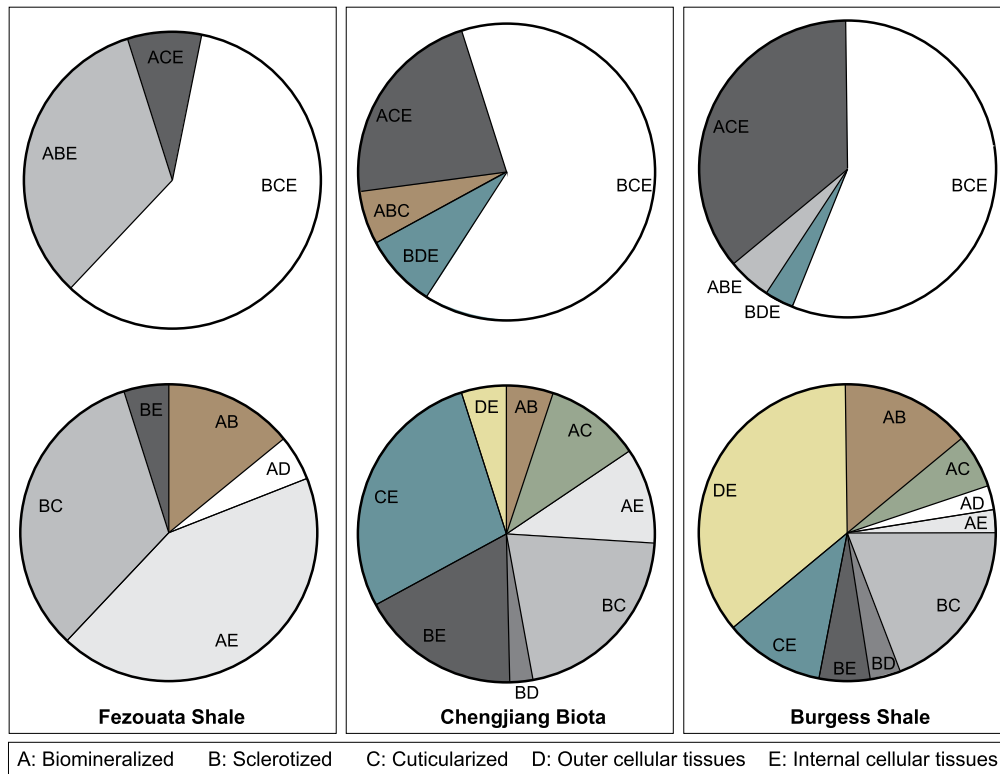 ACE
ABE
BCE
ACE
BCE
ABC
BDE
ACE
BCE
ABE
BDE
BE
AB
AD
BC
AE
DE
AB
AC
CE
AE
BC
BE
BD
DE
AB
AC
AD
AE
BC
CE
BE
BD
Fezouata Shale
Chengjiang Biota
Burgess Shale
A: Biomineralized B: Sclerotized C: Cuticularized D: Outer cellular tissues E: Internal cellular tissues